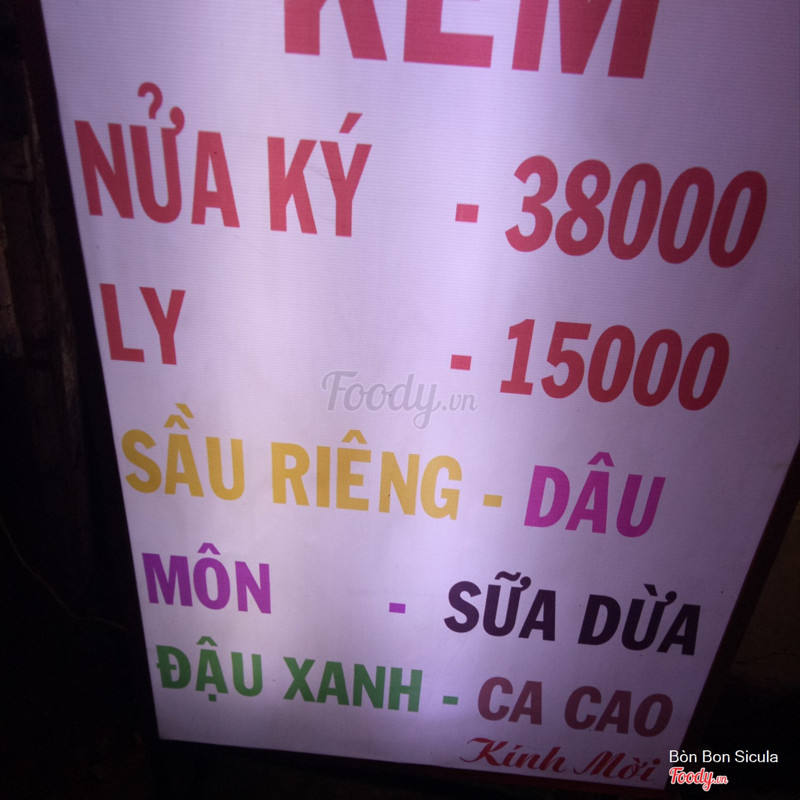 KEM
NỬA KÝ - 38000
LY - 15000
Foody.vn
SẦU RIÊNG - DÂU
MÔN - SỮA DỪA
ĐẬU XANH - CA CAO
Kính Mời
Bòn Bon Sicula
Foody.vn